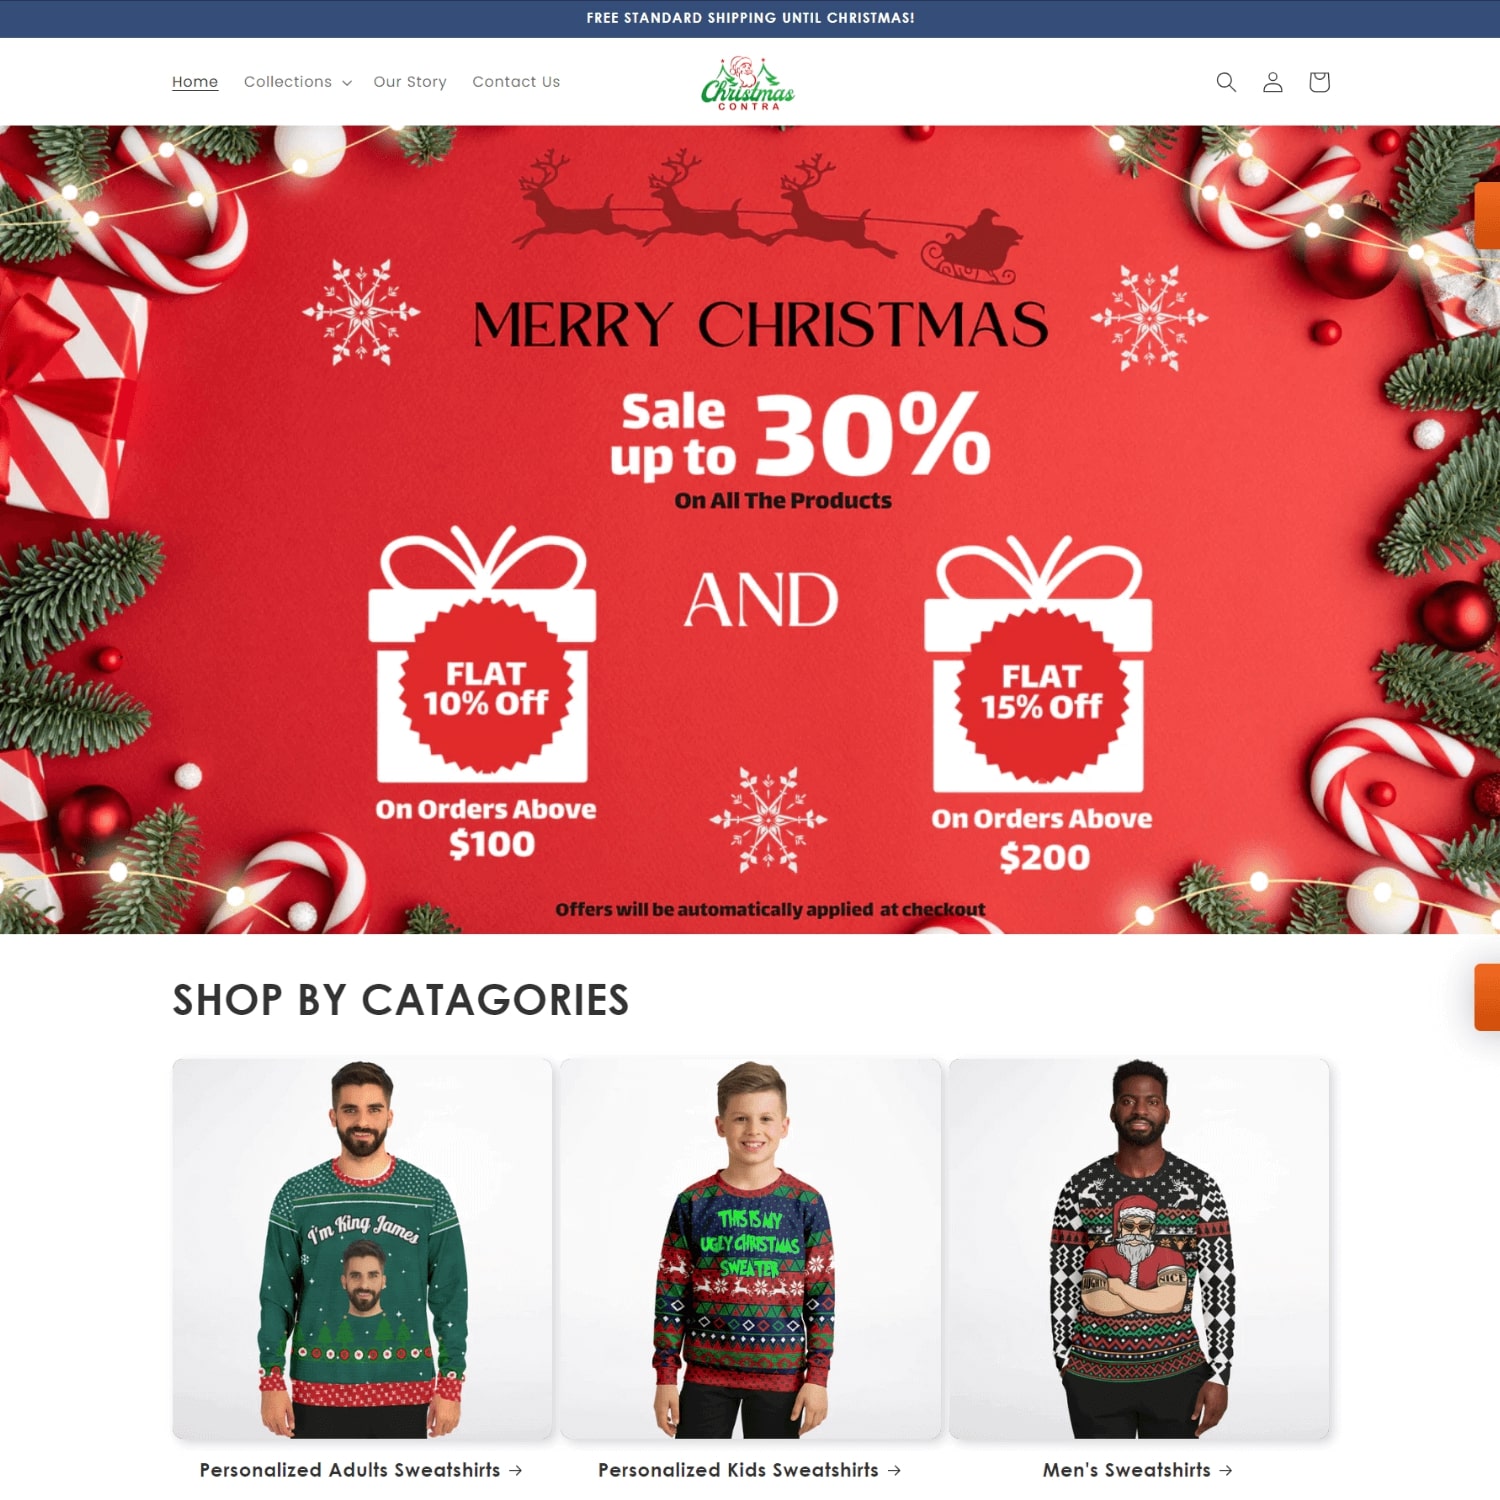 FREE STANDARD SHIPPING UNTIL CHRISTMAS!
Home Collections Our Story Contact Us
Christmas
CONTRA
MERRY CHRISTMAS
Sale
up to 30%
On All The Products
AND
FLAT
10% Off
On Orders Above
$100
FLAT
15% Off
On Orders Above
$200
Offers will be automatically applied at checkout
SHOP BY CATAGORIES
I'm King James
THIS IS MY
UGLY CHRISTMAS
SWEATER
NAUGHTY
NICE
Personalized Adults Sweatshirts →
Personalized Kids Sweatshirts →
Men's Sweatshirts →